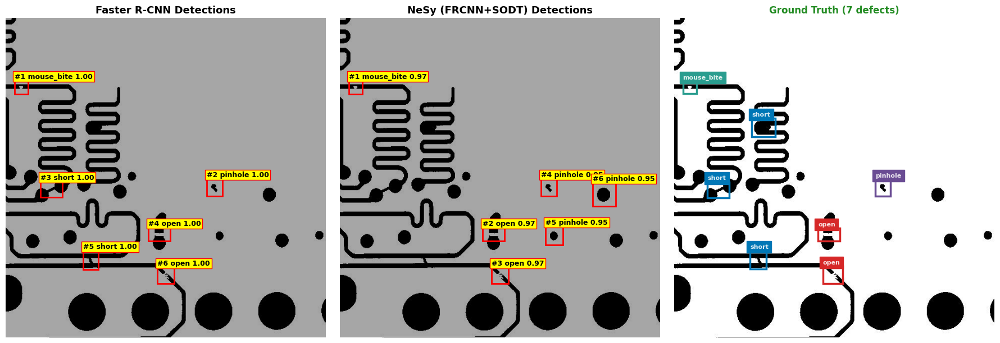 Faster R-CNN Detections
#1 mouse_bite 1.00
#2 pinhole 1.00
#3 short 1.00
#4 open 1.00
#5 short 1.00
#6 open 1.00
NeSy (FRCNN+SODT) Detections
#1 mouse_bite 0.97
#4 pinhole 0.95
#6 pinhole 0.95
#2 open 0.97
#5 pinhole 0.95
#3 open 0.97
Ground Truth (7 defects)
mouse_bite
short
short
pinhole
open
short
open